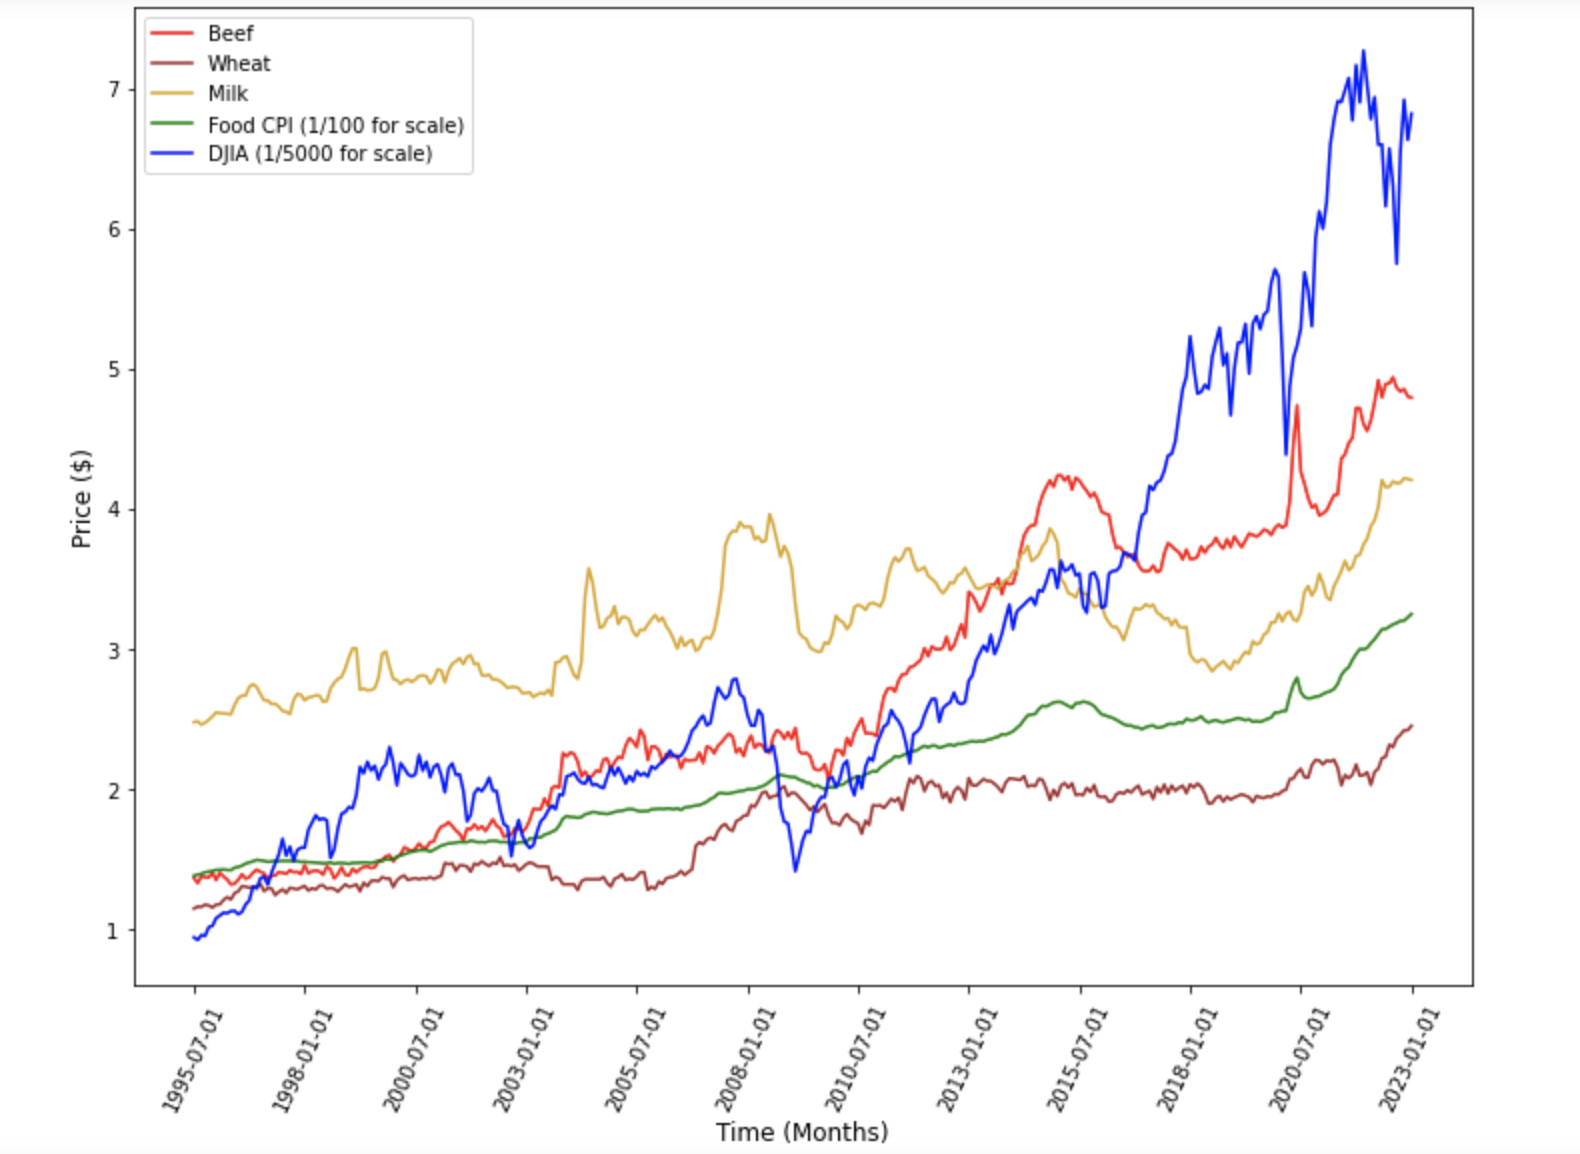 Beef
Wheat
Milk
Food CPI (1/100 for scale)
DJIA (1/5000 for scale)
7
6
5
4
3
2
1
Price ($)
1995-07-01
1998-01-01
2000-07-01
2003-01-01
2005-07-01
2008-01-01
2010-07-01
2013-01-01
2015-07-01
2018-01-01
2020-07-01
2023-01-01
Time (Months)